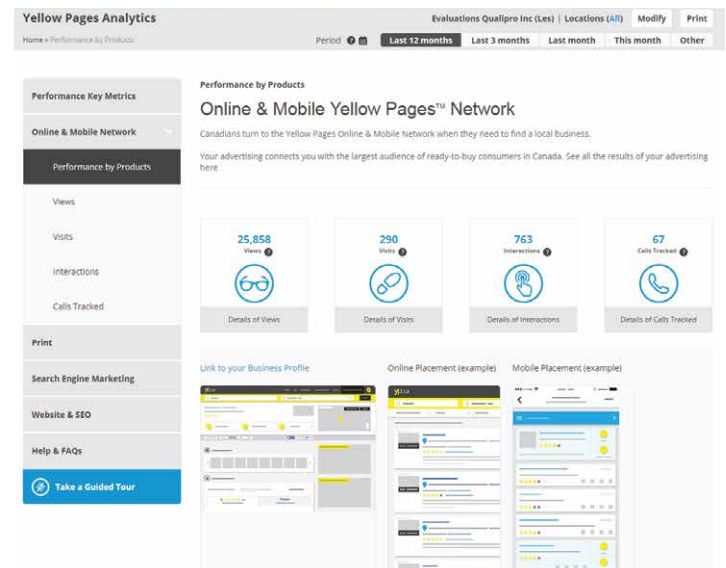 Yellow Pages Analytics
Evaluations Qualipro Inc (Les) | Locations (All) Modify Print
Home » Performance by Products
Period Last 12 months Last 3 months Last month This month Other
Performance Key Metrics
Online & Mobile Network
Performance by Products
Views
Visits
Interactions
Calls Tracked
Print
Search Engine Marketing
Website & SEO
Help & FAQs
Take a Guided Tour
Performance by Products
Online & Mobile Yellow Pages™ Network
Canadians turn to the Yellow Pages Online & Mobile Network when they need to find a local business.
Your advertising connects you with the largest audience of ready-to-buy consumers in Canada. See all the results of your advertising
here
25,858
Views
Details of Views
290
Visits
Details of Visits
763
Interactions
Details of Interactions
67
Calls Tracked
Details of Calls Tracked
Link to your Business Profile
Online Placement (example)
Mobile Placement (example)